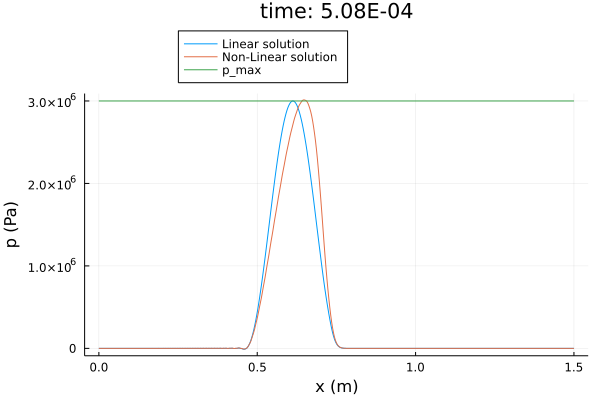 time: 5.08E-04
Linear solution
Non-Linear solution
p_max
3.0×10⁶
2.0×10⁶
1.0×10⁶
0
p (Pa)
0.0 0.5 1.0 1.5
x (m)